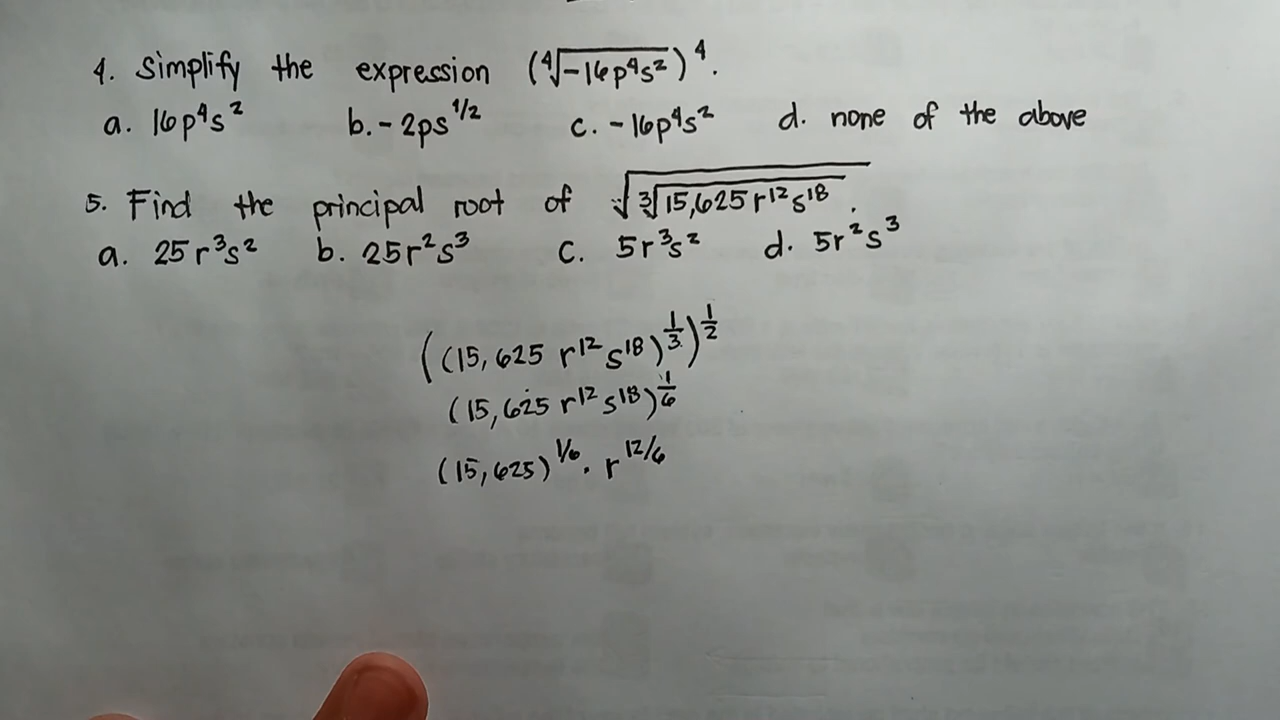 4. Simplify the expression (∜-16p⁴s²)⁴.
a. 16p⁴s² b. -2ps^1/2 c. -16p⁴s² d. none of the above
5. Find the principal root of √∛15,625r¹²s¹⁸.
a. 25r³s² b. 25r²s³ c. 5r³s² d. 5r²s³
((15,625 r¹² s¹⁸)^1/3)^1/2
(15,625 r¹² s¹⁸)^1/6
(15,625)^1/6 · r^12/6